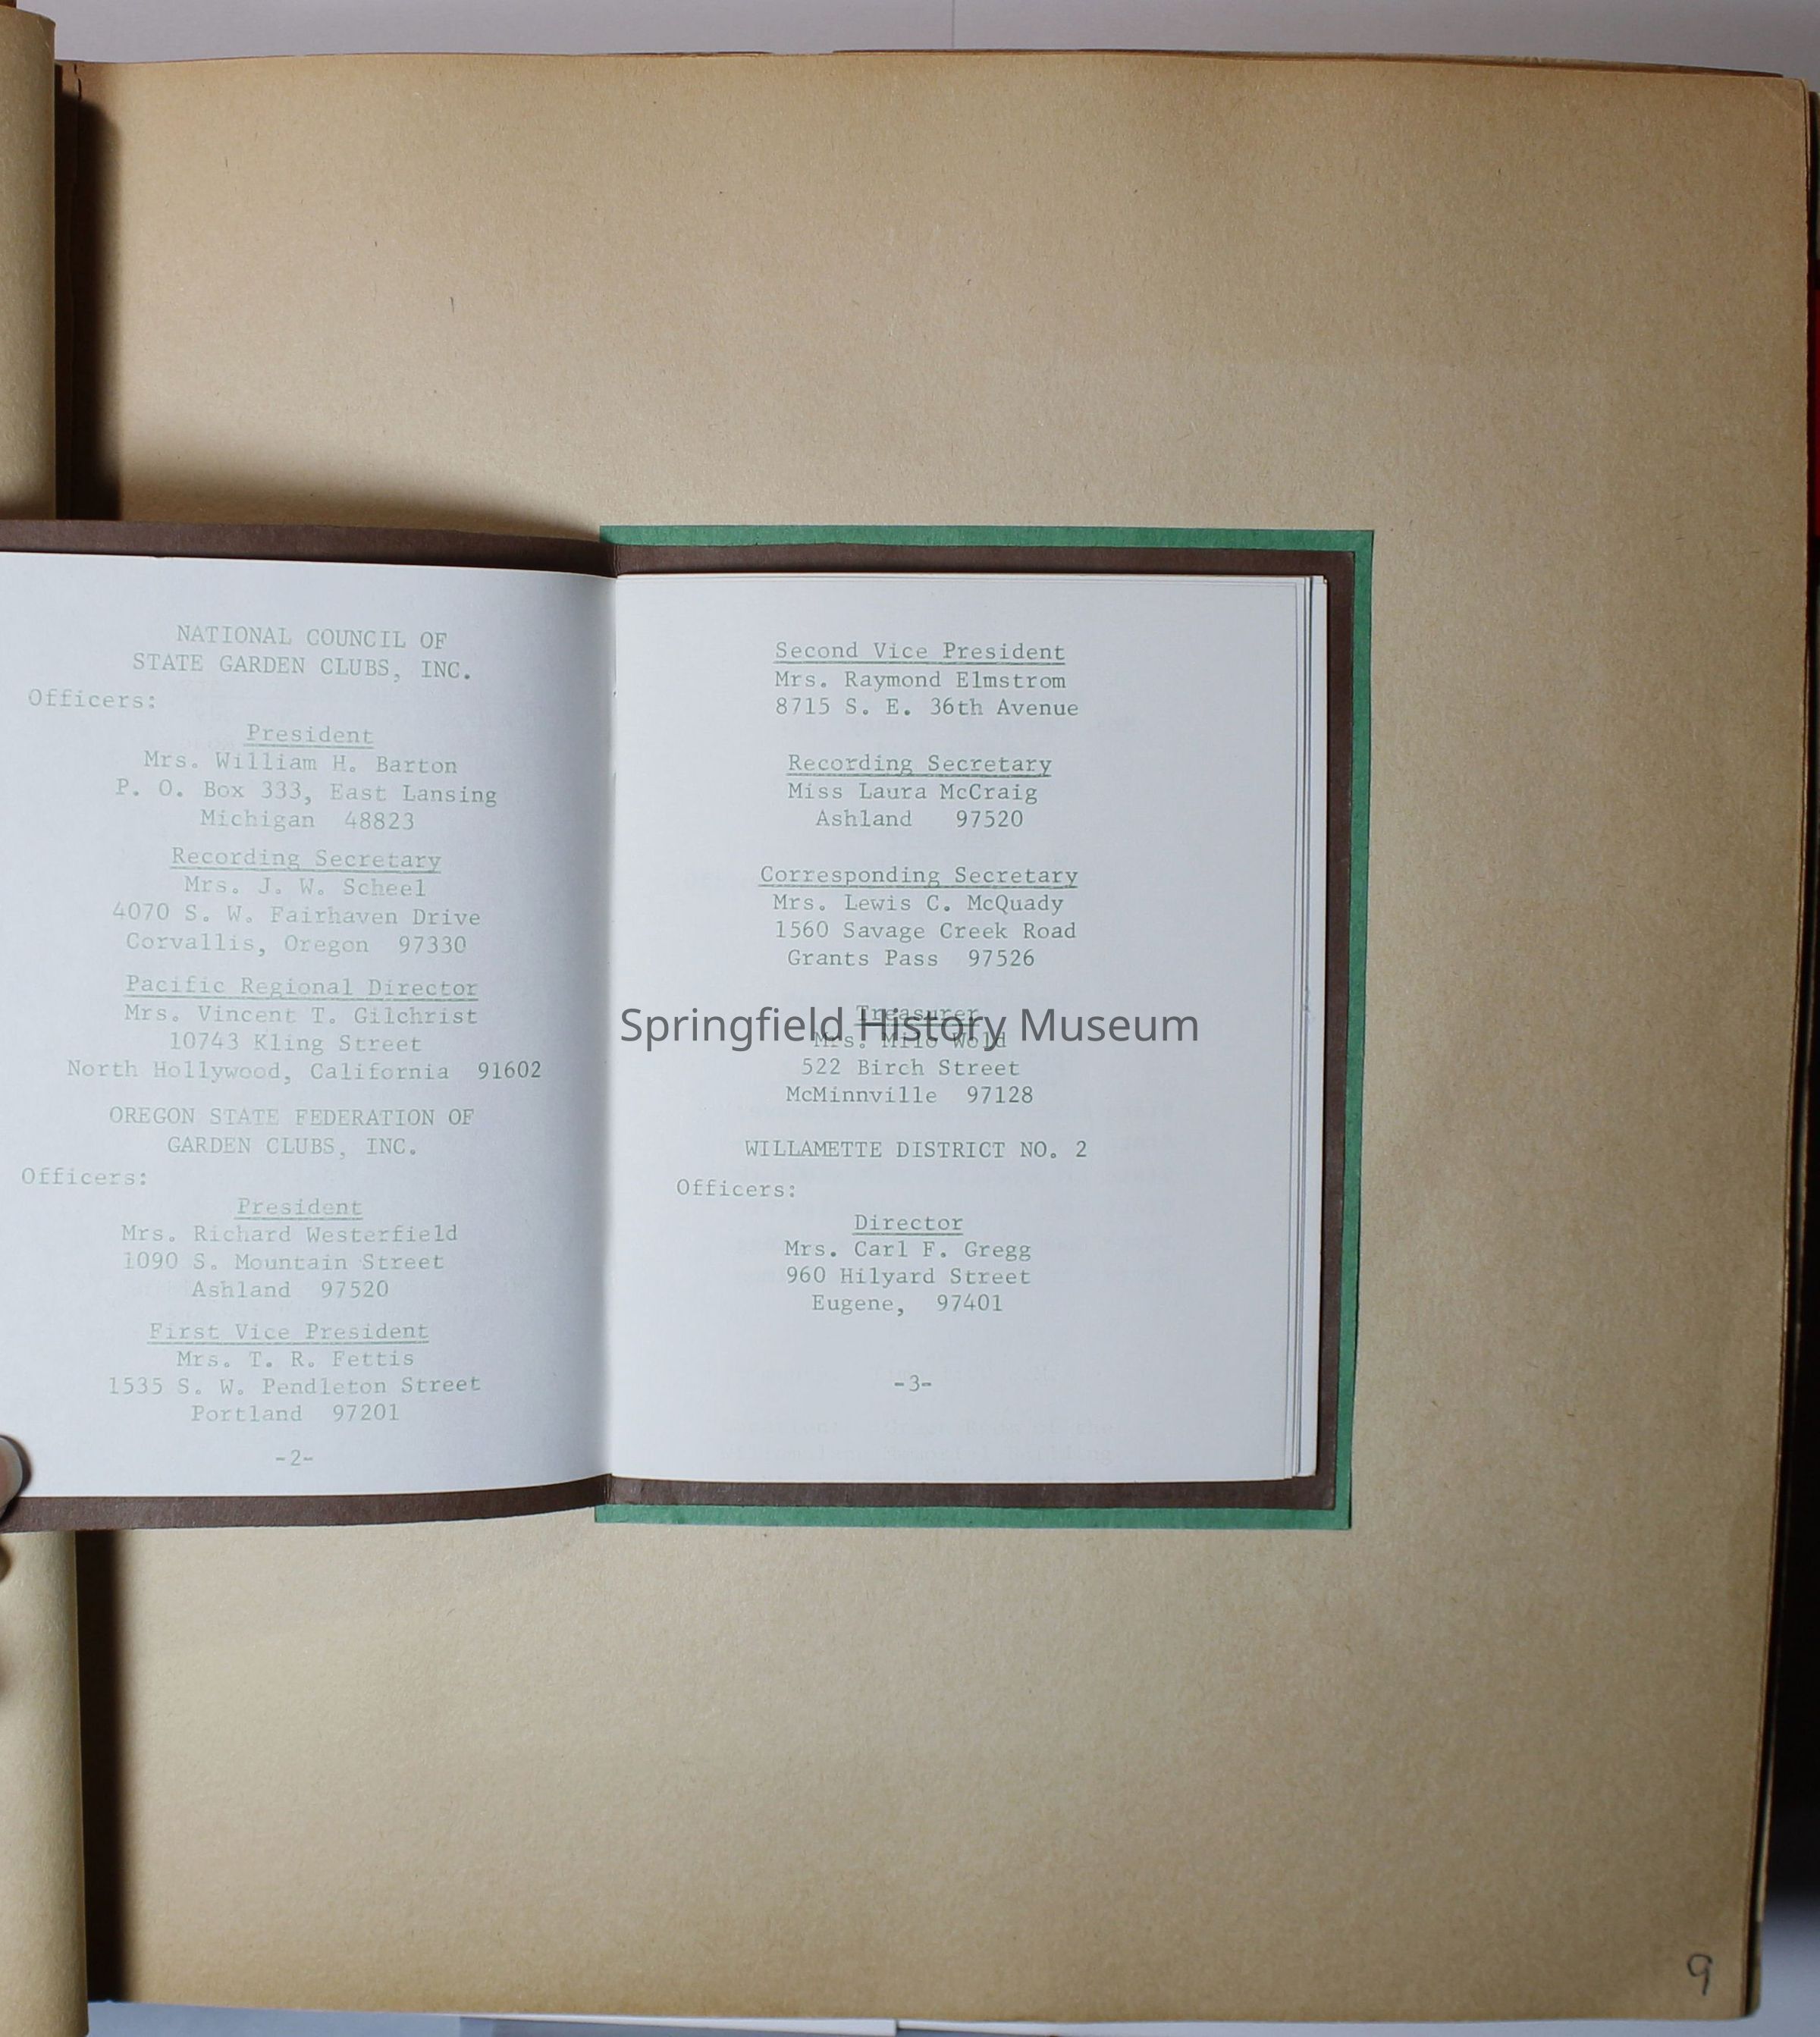 NATIONAL COUNCIL OF
STATE GARDEN CLUBS, INC.
Officers:
President
Mrs. William H. Barton
P. O. Box 333, East Lansing
Michigan 48823
Recording Secretary
Mrs. J. W. Scheel
4070 S. W. Fairhaven Drive
Corvallis, Oregon 97330
Pacific Regional Director
Mrs. Vincent T. Gilchrist
10743 Kling Street
North Hollywood, California 91602
OREGON STATE FEDERATION OF
GARDEN CLUBS, INC.
Officers:
President
Mrs. Richard Westerfield
1090 S. Mountain Street
Ashland 97520
First Vice President
Mrs. T. R. Fettis
1535 S. W. Pendleton Street
Portland 97201
-2-
Second Vice President
Mrs. Raymond Elmstrom
8715 S. E. 36th Avenue
Recording Secretary
Miss Laura McCraig
Ashland 97520
Corresponding Secretary
Mrs. Lewis C. McQuady
1560 Savage Creek Road
Grants Pass 97526
Treasurer
Mrs. Milo Wold
522 Birch Street
McMinnville 97128
WILLAMETTE DISTRICT NO. 2
Officers:
Director
Mrs. Carl F. Gregg
960 Hilyard Street
Eugene, 97401
-3-
Springfield History Museum
9